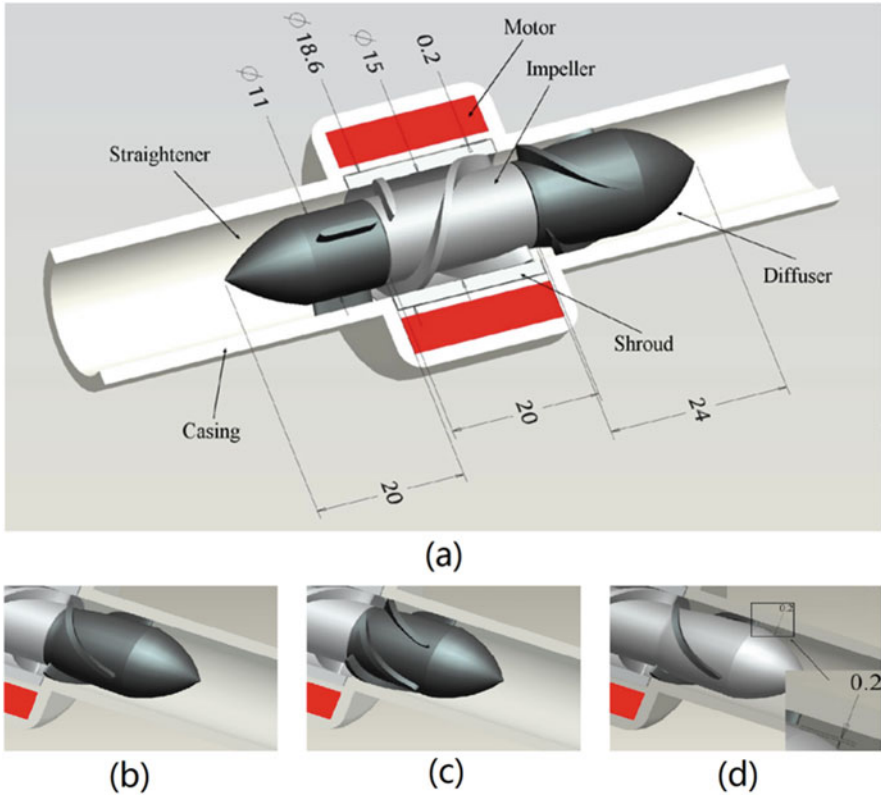 Ø 11
Ø 18.6
Ø 15
0.2
Motor
Impeller
Straightener
Diffuser
Shroud
Casing
20
20
24
(a)
0.2
0.2
(b)
(c)
(d)